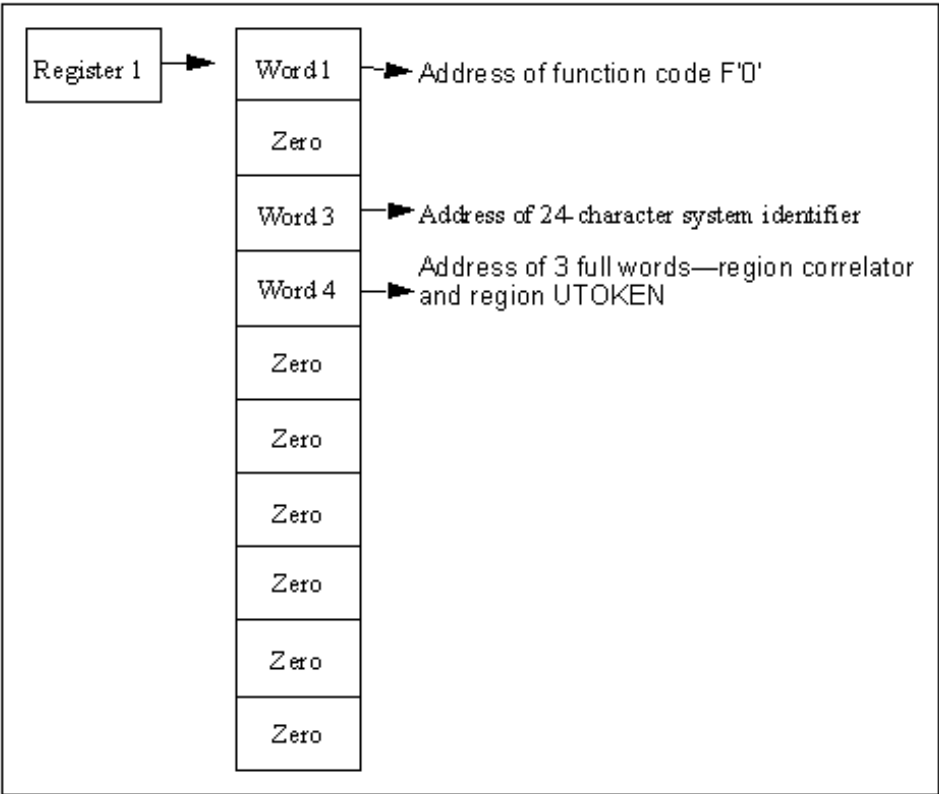 Register 1
Word 1
Address of function code F'0'
Zero
Word 3
Address of 24-character system identifier
Word 4
Address of 3 full words—region correlator
and region UTOKEN
Zero
Zero
Zero
Zero
Zero
Zero